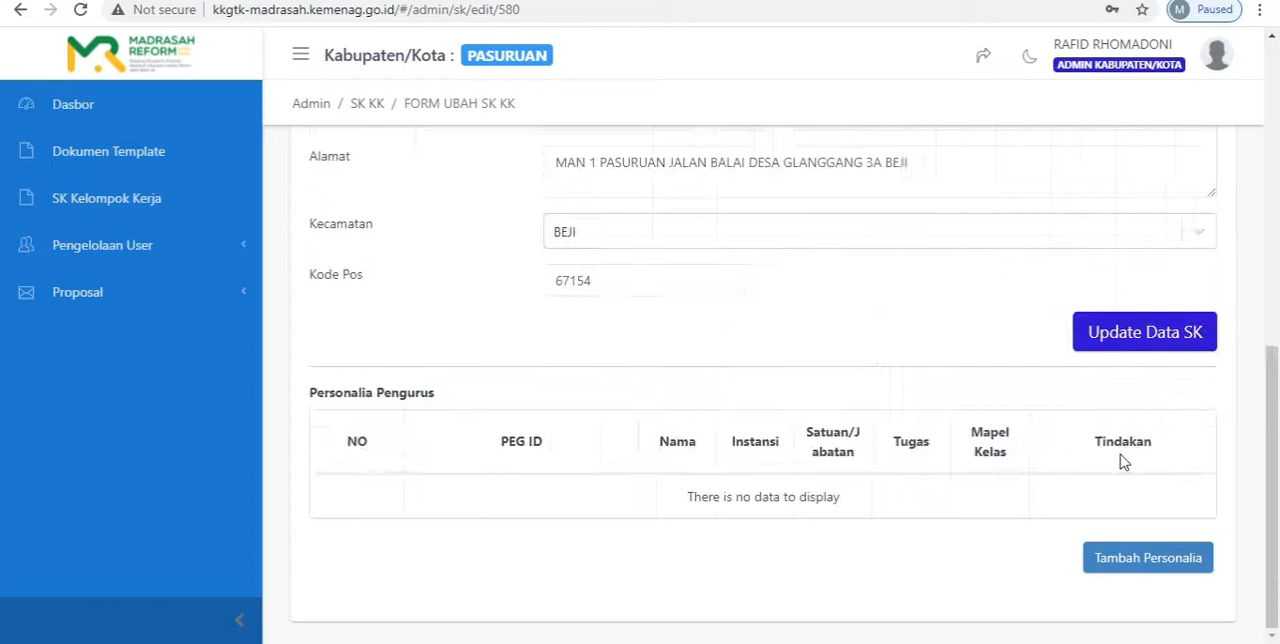 Not secure
kkgtk-madrasah.kemenag.go.id/#/admin/sk/edit/580
M
Paused
MADRASAH
REFORM
Kabupaten/Kota : PASURUAN
RAFID RHOMADONI
ADMIN KABUPATEN/KOTA
Dasbor
Dokumen Template
SK Kelompok Kerja
Pengelolaan User
Proposal
Admin / SK KK / FORM UBAH SK KK
Alamat
MAN 1 PASURUAN JALAN BALAI DESA GLANGGANG 3A BEJI
Kecamatan
BEJI
Kode Pos
67154
Update Data SK
Personalia Pengurus
NO PEG ID Nama Instansi Satuan/J Tugas Mapel Tindakan
abatan Kelas
There is no data to display
Tambah Personalia